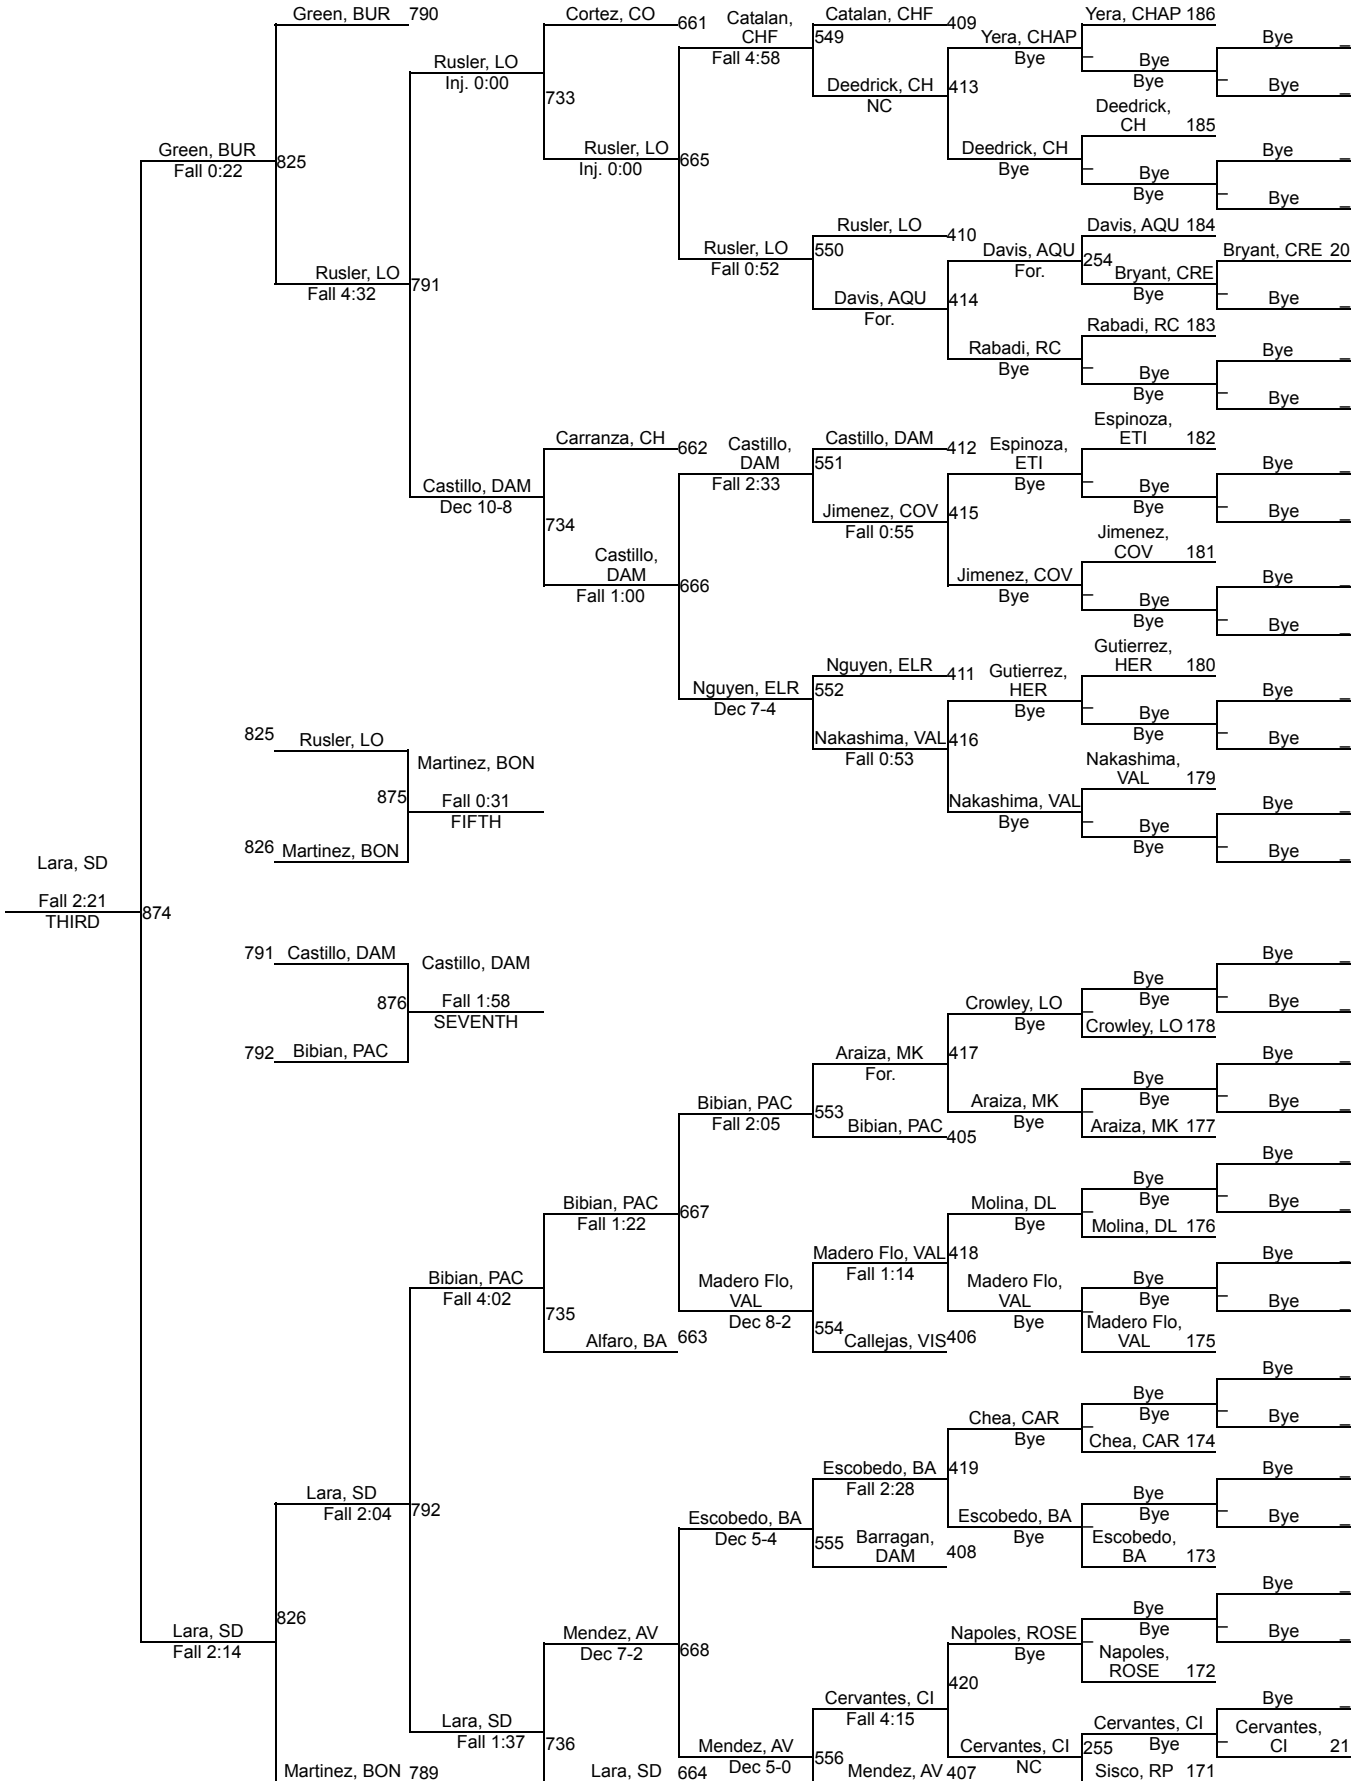 Green, BUR 790
Cortez, CO 661
Catalan, CHF
Fall 4:58
Catalan, CHF 409
Yera, CHAP 186
Yera, CHAP
Bye
Bye
Bye
Bye
Bye
Rusler, LO
Inj. 0:00
733
549
Deedrick, CH
NC
413
Deedrick, CH 185
Green, BUR
Fall 0:22
825
Rusler, LO
Inj. 0:00
665
Deedrick, CH
Bye
Bye
Bye
Bye
Bye
Rusler, LO
Fall 4:32
791
Rusler, LO
Fall 0:52
Rusler, LO 410
550
Davis, AQU
For.
Davis, AQU
For.
414
Davis, AQU 184
254
Bryant, CRE
Bye
Bryant, CRE 20
Bye
Rabadi, RC
Bye
Rabadi, RC 183
Bye
Bye
Bye
Bye
Carranza, CH 662
Castillo, DAM
Fall 2:33
Castillo, DAM 412
551
Espinoza, ETI
Bye
Espinoza, ETI 182
Bye
Bye
Bye
Bye
Castillo, DAM
Dec 10-8
734
Jimenez, COV
Fall 0:55
415
Castillo, DAM
Fall 1:00
666
Jimenez, COV
Bye
Jimenez, COV 181
Bye
Bye
Bye
Bye
Nguyen, ELR
Dec 7-4
Nguyen, ELR 411
552
Gutierrez, HER
Bye
Gutierrez, HER 180
Bye
Bye
Bye
Bye
825 Rusler, LO
Martinez, BON
875
Fall 0:31
FIFTH
826 Martinez, BON
Nakashima, VAL
Fall 0:53
416
Nakashima, VAL
Bye
Nakashima, VAL 179
Bye
Bye
Bye
Bye
Lara, SD
Fall 2:21
THIRD
874
791 Castillo, DAM
Castillo, DAM
876
Fall 1:58
SEVENTH
792 Bibian, PAC
Crowley, LO
Bye
Bye
Bye
Bye
Bye
Crowley, LO 178
Araiza, MK
For.
417
Bibian, PAC
Fall 2:05
553
Bibian, PAC 405
Araiza, MK
Bye
Bye
Bye
Bye
Bye
Araiza, MK 177
Bibian, PAC
Fall 1:22
667
Molina, DL
Bye
Bye
Bye
Bye
Bye
Molina, DL 176
Bibian, PAC
Fall 4:02
735
Alfaro, BA 663
Madero Flo, VAL
Dec 8-2
Madero Flo, VAL
Fall 1:14
418
554
Callejas, VIS 406
Madero Flo, VAL
Bye
Bye
Bye
Bye
Bye
Madero Flo, VAL 175
Chea, CAR
Bye
Bye
Bye
Bye
Bye
Chea, CAR 174
Lara, SD
Fall 2:04
792
Escobedo, BA
Dec 5-4
Escobedo, BA
Fall 2:28
419
555
Barragan, DAM 408
Escobedo, BA
Bye
Bye
Bye
Bye
Bye
Escobedo, BA 173
Lara, SD
Fall 2:14
826
Mendez, AV
Dec 7-2
668
Napoles, ROSE
Bye
Bye
Bye
Bye
Bye
Napoles, ROSE 172
420
Lara, SD
Fall 1:37
736
Cervantes, CI
Fall 4:15
Mendez, AV
Dec 5-0
556
Cervantes, CI
NC
255
Cervantes, CI
Bye
Bye
Cervantes, CI 21
Martinez, BON 789
Lara, SD 664
Mendez, AV 407
Sisco, RP 171